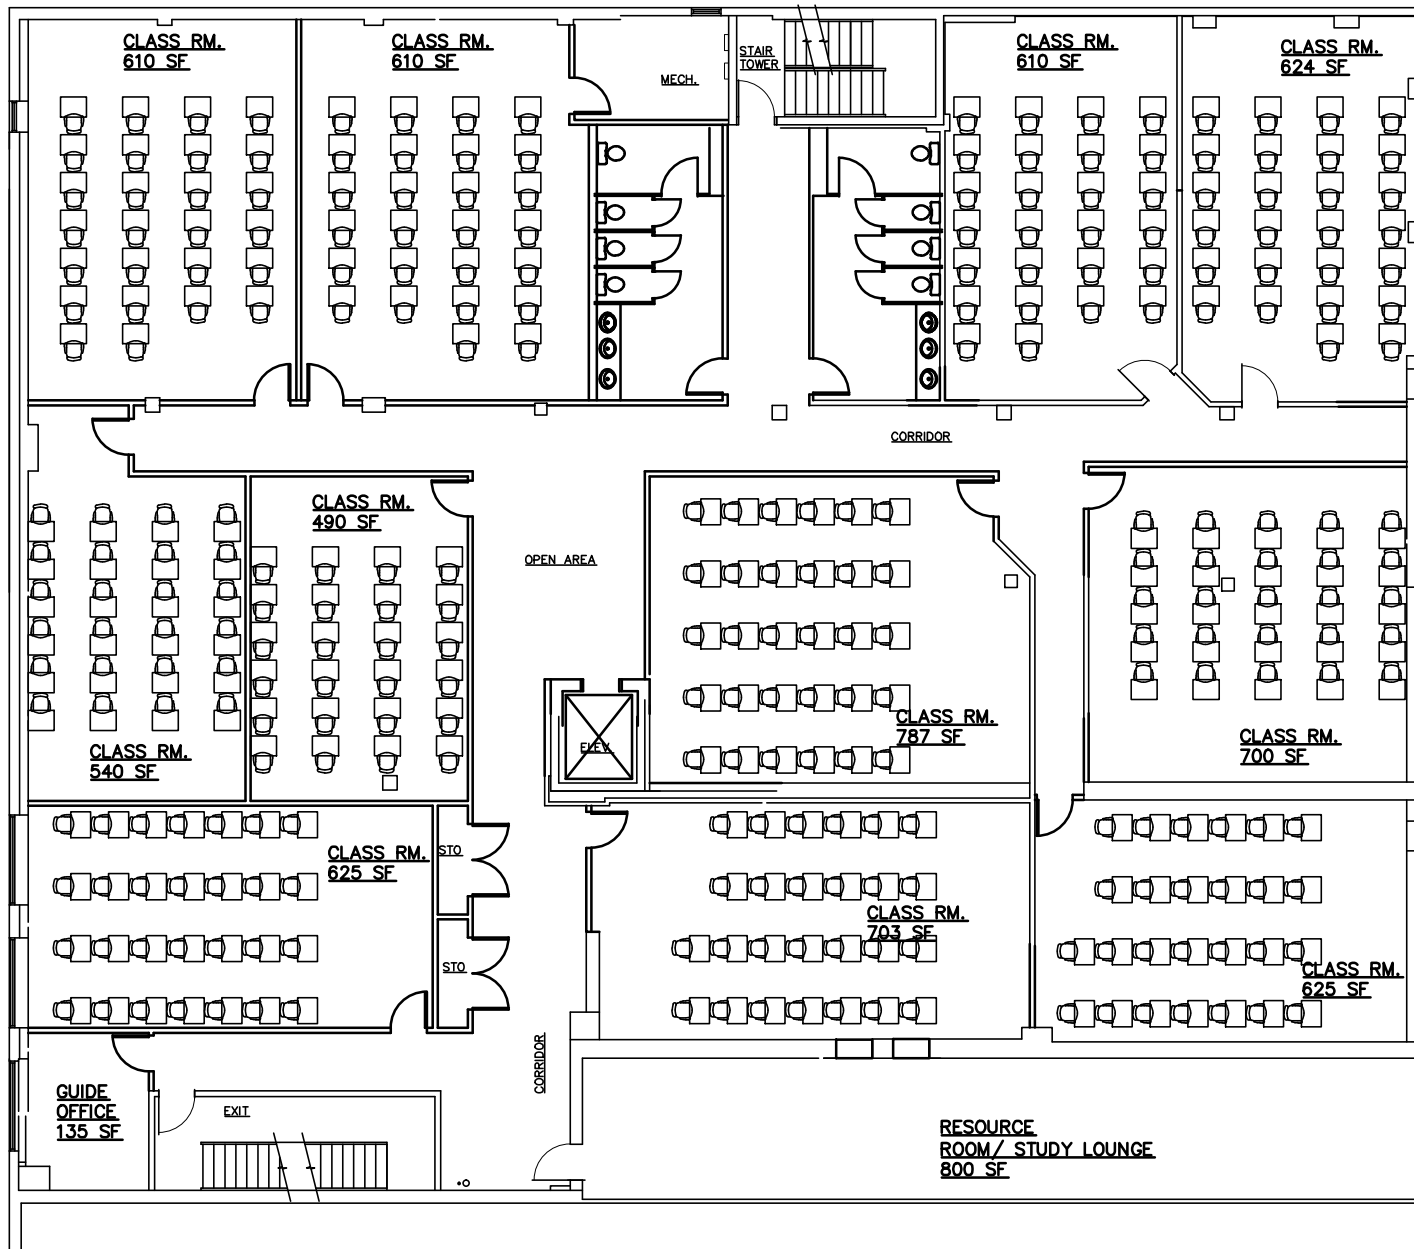 CLASS RM.
610 SF
CLASS RM.
610 SF
MECH.
STAIR
TOWER
CLASS RM.
610 SF
CLASS RM.
624 SF
CORRIDOR
CLASS RM.
490 SF
OPEN AREA
CLASS RM.
540 SF
ELEV.
CLASS RM.
787 SF
CLASS RM.
700 SF
CLASS RM.
625 SF
STO
STO
CLASS RM.
703 SF
CLASS RM.
625 SF
CORRIDOR
GUIDE
OFFICE
135 SF
EXIT
RESOURCE
ROOM/ STUDY LOUNGE
800 SF